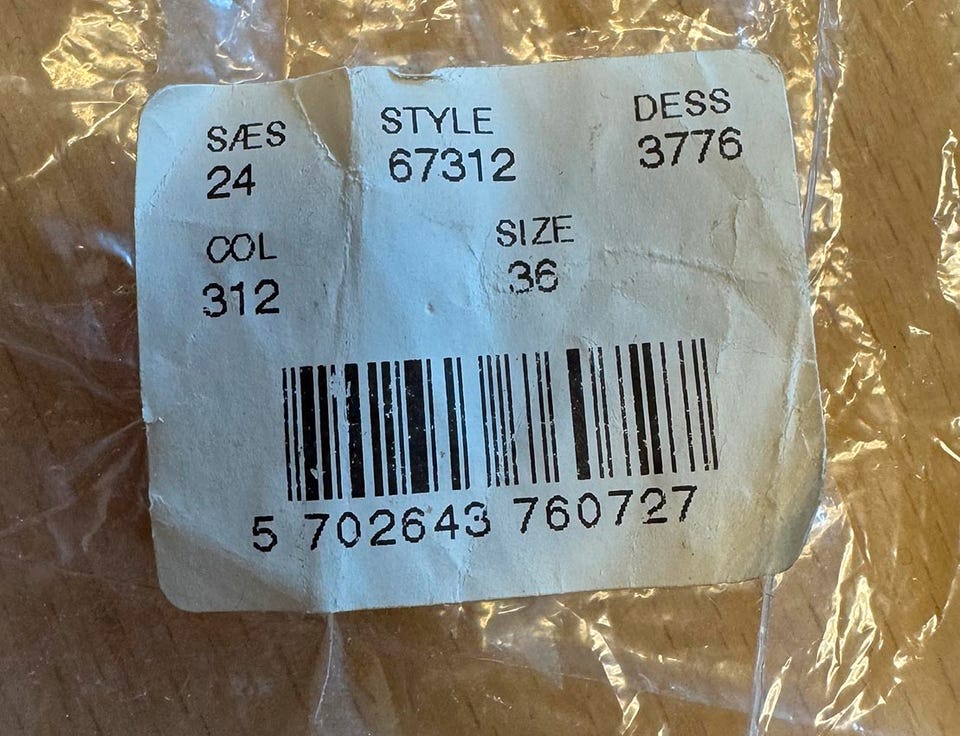 SÆS STYLE DESS
24 67312 3776
COL SIZE
312 36
5 702643 760727